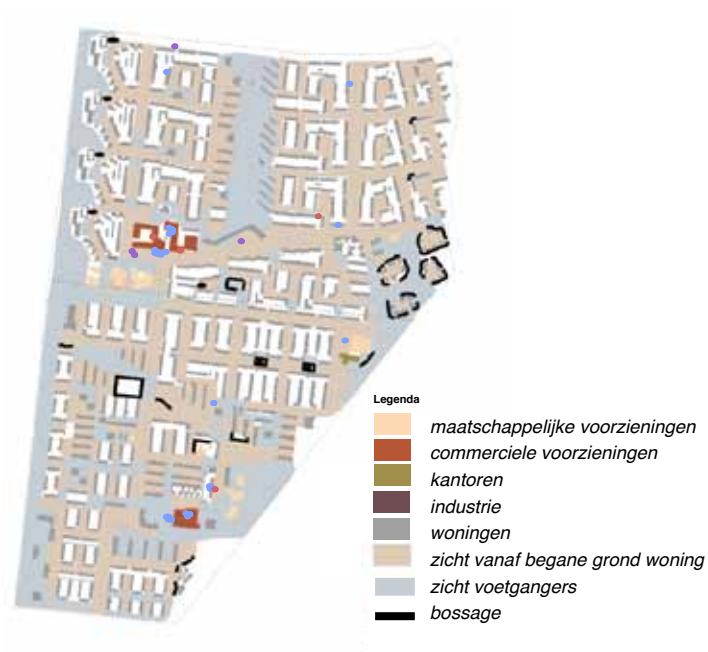 Legenda
maatschappelijke voorzieningen
commerciele voorzieningen
kantoren
industrie
woningen
zicht vanaf begane grond woning
zicht voetgangers
bossage